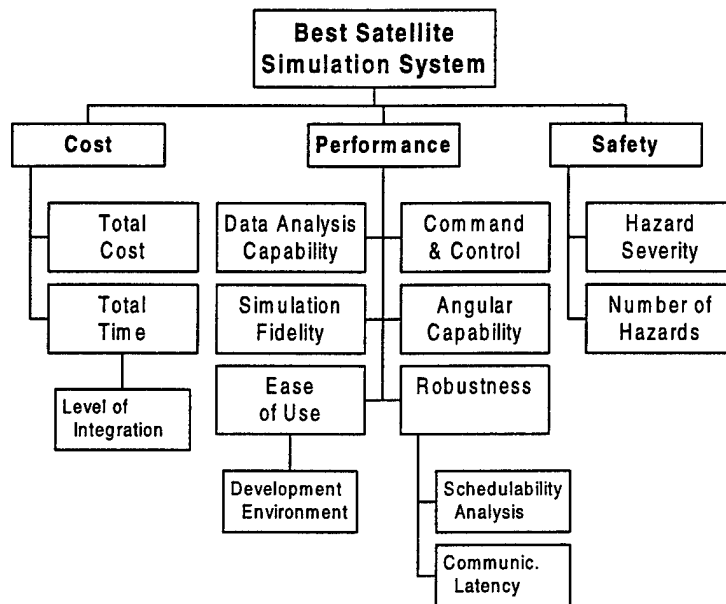 Best Satellite
Simulation System
Cost
Performance
Safety
Total
Cost
Data Analysis
Capability
Command
& Control
Hazard
Severity
Total
Time
Simulation
Fidelity
Angular
Capability
Number of
Hazards
Level of
Integration
Ease
of Use
Robustness
Development
Environment
Schedulability
Analysis
Communic.
Latency